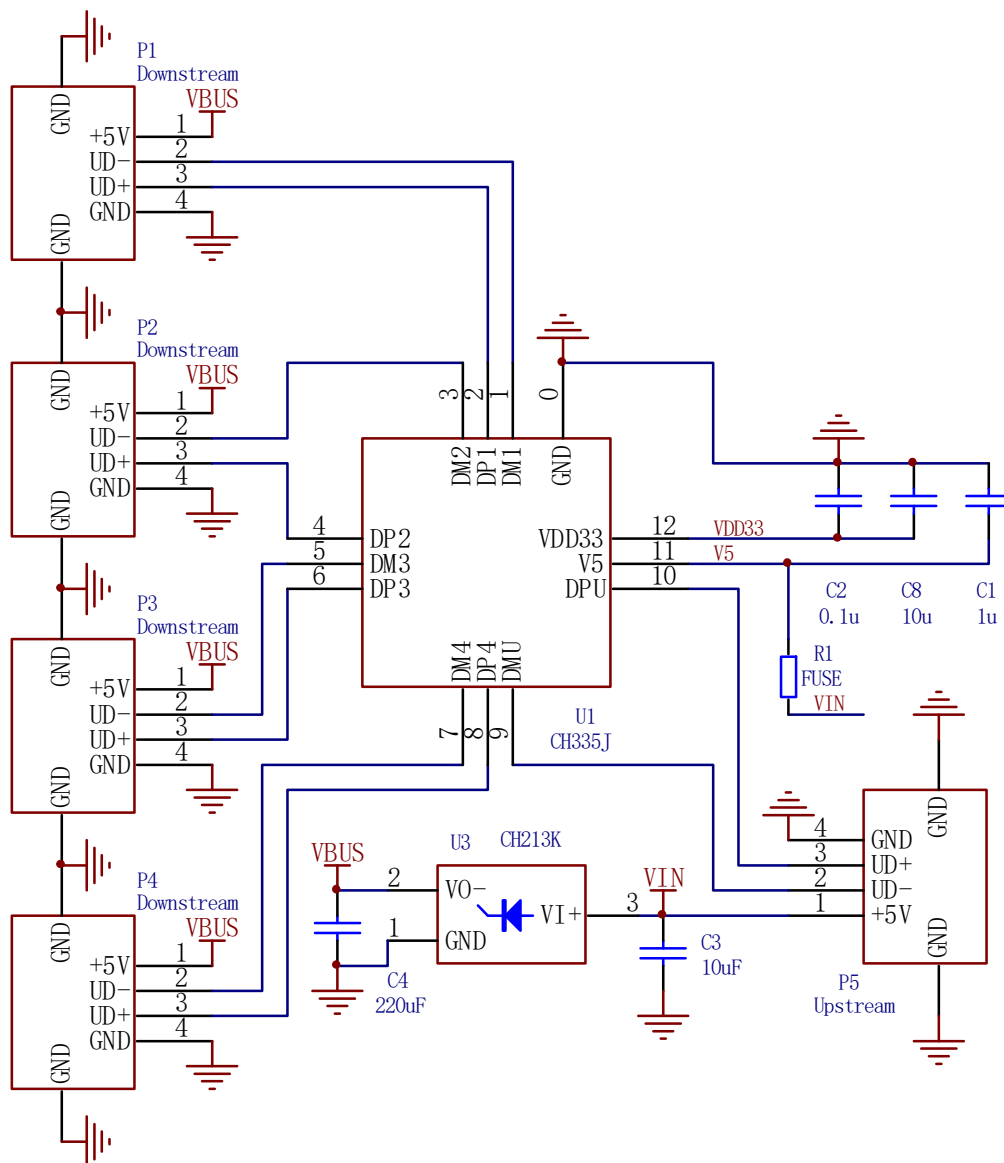 P1
Downstream
VBUS
GND
+5V 1
UD- 2
UD+ 3
GND 4
GND
P2
Downstream
VBUS
GND
+5V 1
UD- 2
UD+ 3
GND 4
GND
P3
Downstream
VBUS
GND
+5V 1
UD- 2
UD+ 3
GND 4
GND
P4
Downstream
VBUS
GND
+5V 1
UD- 2
UD+ 3
GND 4
GND
3 2 1 0
DM2 DP1 DM1 GND
4 DP2
5 DM3
6 DP3
VDD33 12 VDD33
V5 11 V5
DPU 10
DM4 DP4 DMU
7 8 9
U1
CH335J
C2
0.1u
C8
10u
C1
1u
R1
FUSE
VIN
U3 CH213K
VBUS
2 VO-
1 GND
VI+ 3
C4
220uF
VIN
C3
10uF
GND
4 GND
3 UD+
2 UD-
1 +5V
GND
P5
Upstream